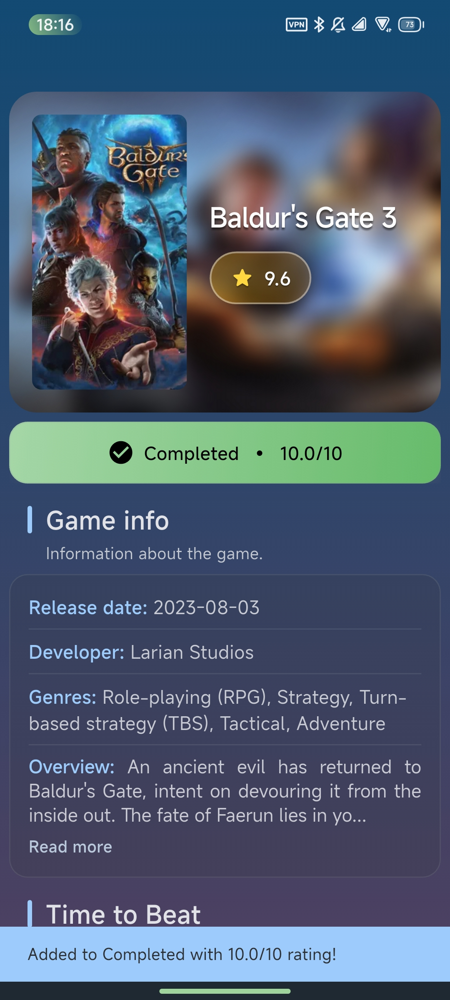 18:16
VPN
73
Baldur's
Gate
Baldur's Gate 3
9.6
Completed • 10.0/10
Game info
Information about the game.
Release date: 2023-08-03
Developer: Larian Studios
Genres: Role-playing (RPG), Strategy, Turn-
based strategy (TBS), Tactical, Adventure
Overview: An ancient evil has returned to
Baldur's Gate, intent on devouring it from the
inside out. The fate of Faerun lies in yo...
Read more
Time to Beat
Added to Completed with 10.0/10 rating!